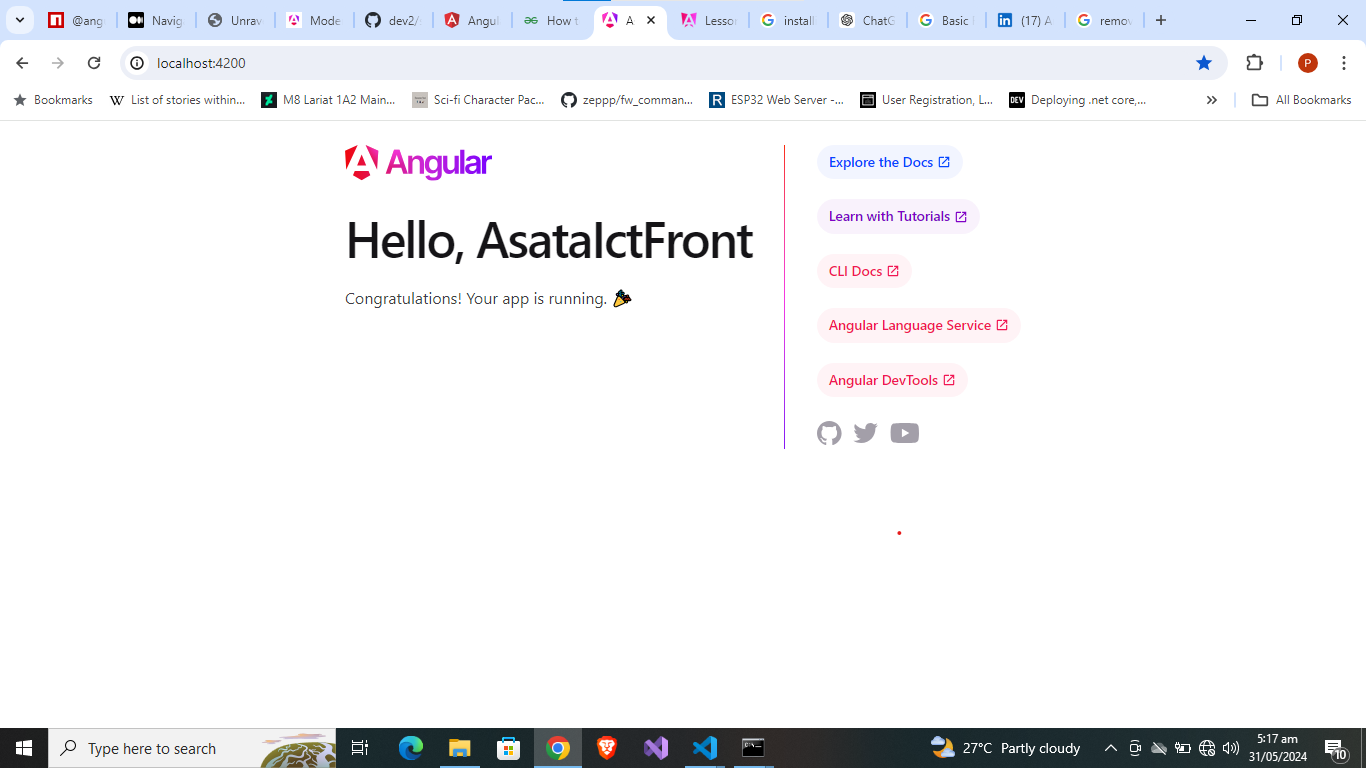 @ang
Navig
Unrav
Mode
dev2/
Angul
How t
A
Lesso
install
ChatG
Basic
(17) A
remov
localhost:4200
P
Bookmarks
List of stories within...
M8 Lariat 1A2 Main...
Sci-fi Character Pac...
zeppp/fw_comman...
ESP32 Web Server -...
User Registration, L...
DEV
Deploying .net core,...
All Bookmarks
Angular
Hello, AsataIctFront
Congratulations! Your app is running.
Explore the Docs
Learn with Tutorials
CLI Docs
Angular Language Service
Angular DevTools
Type here to search
27°C Partly cloudy
5:17 am
31/05/2024
10